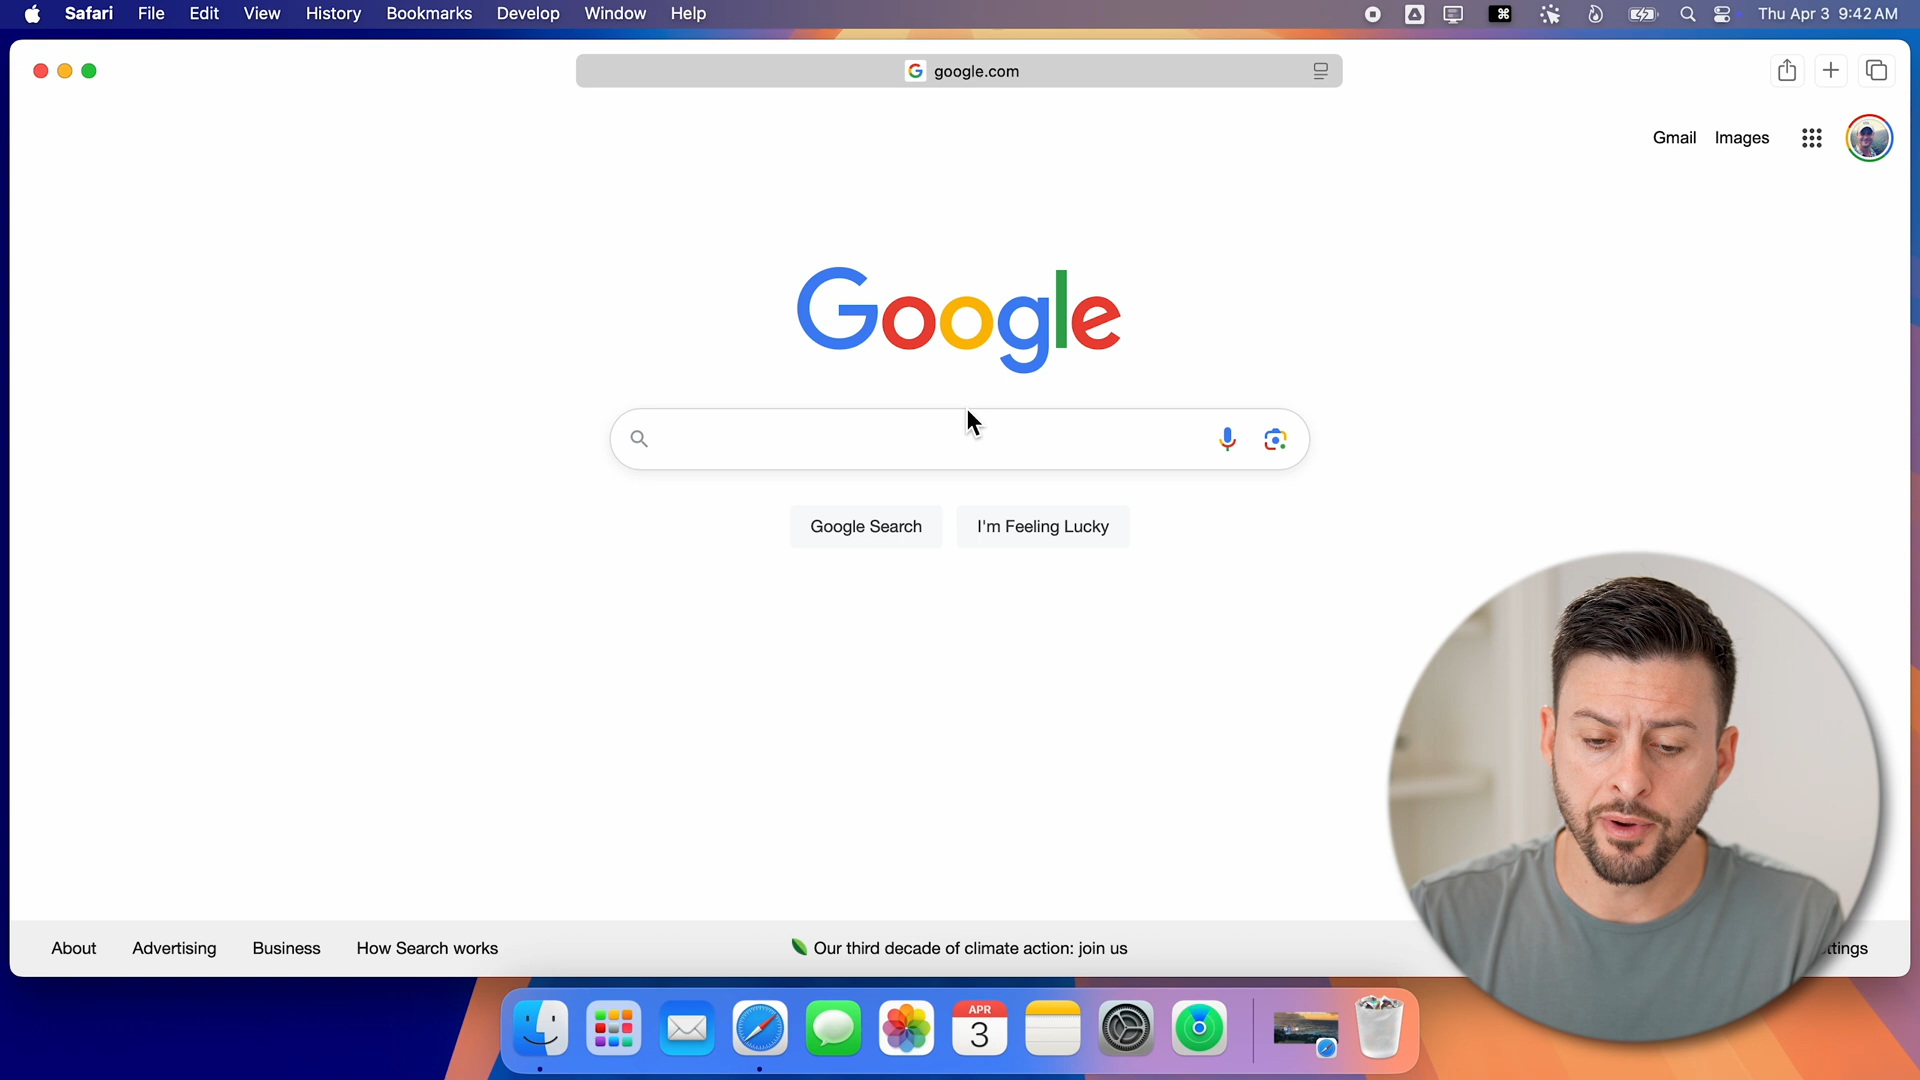 Safari File Edit View History Bookmarks Develop Window Help Thu Apr 3 9:42 AM
google.com
Gmail Images
Google
Google Search I'm Feeling Lucky
About Advertising Business How Search works Our third decade of climate action: join us
APR
3